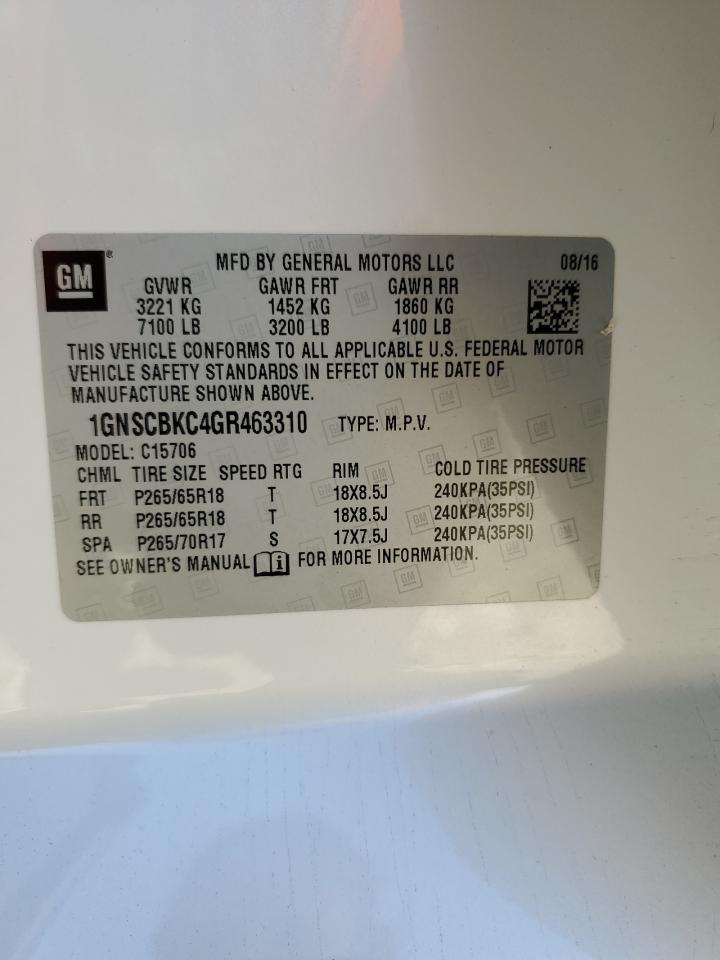 GM ® MFD BY GENERAL MOTORS LLC 08/16
GVWR GAWR FRT GAWR RR
3221 KG 1452 KG 1860 KG
7100 LB 3200 LB 4100 LB
THIS VEHICLE CONFORMS TO ALL APPLICABLE U.S. FEDERAL MOTOR
VEHICLE SAFETY STANDARDS IN EFFECT ON THE DATE OF
MANUFACTURE SHOWN ABOVE.
1GNSCBKC4GR463310 TYPE: M.P.V.
MODEL: C15706
CHML TIRE SIZE SPEED RTG RIM COLD TIRE PRESSURE
FRT P265/65R18 T 18X8.5J 240KPA(35PSI)
RR P265/65R18 T 18X8.5J 240KPA(35PSI)
SPA P265/70R17 S 17X7.5J 240KPA(35PSI)
SEE OWNER'S MANUAL i FOR MORE INFORMATION.